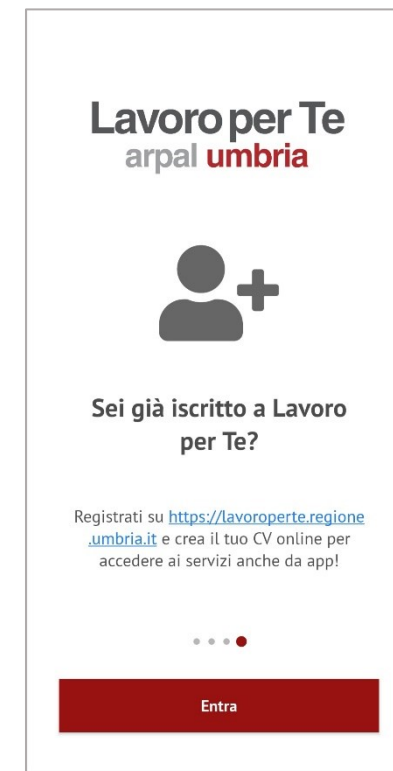 Lavoro per Te
arpal umbria
Sei già iscritto a Lavoro
per Te?
Registrati su https://lavoroperte.regione
.umbria.it e crea il tuo CV online per
accedere ai servizi anche da app!
Entra